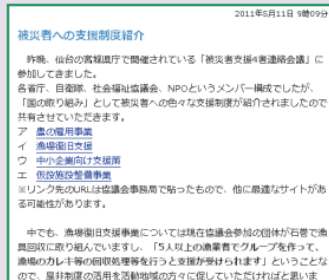 2011年5月11日 9時09分
被災者への支援制度紹介
昨晩、仙台の宮城県庁で開催されている「被災者支援4者連絡会議」に
参加してきました。
各省庁、自衛隊、社会福祉協議会、NPOというメンバー構成でしたが、
「国の取り組み」として被災者への色々な支援制度が紹介されましたので
共有させていただきます。
ア 農の雇用事業
イ 漁場復旧支援
ウ 中小企業向け支援策
エ 仮設施設整備事業
※リンク先のURLは協議会事務局で貼ったもので、他に最適なサイトがあ
る可能性があります。
中でも、漁場復旧支援事業については現在協議会参加の団体が石巻で漁
具回収に取り組んでいますし、「5人以上の漁業者でグループを作って、
漁場のガレキ等の回収処理等を行うと支援が受けられます」ということな
ので、是非制度の活用を活動地域の方々に促していただければと思いま